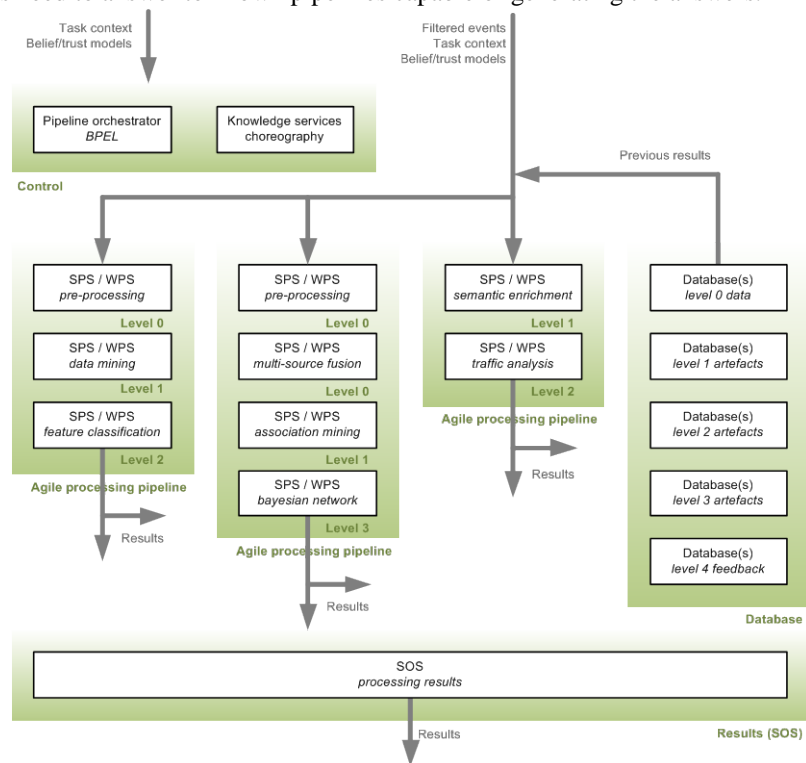 Task context
Belief/trust models
Filtered events
Task context
Belief/trust models
Pipeline orchestrator
BPEL
Knowledge services
choreography
Control
Previous results
SPS / WPS
pre-processing
Level 0
SPS / WPS
data mining
Level 1
SPS / WPS
feature classification
Level 2
Agile processing pipeline
Results
SPS / WPS
pre-processing
Level 0
SPS / WPS
multi-source fusion
Level 0
SPS / WPS
association mining
Level 1
SPS / WPS
bayesian network
Level 3
Agile processing pipeline
Results
SPS / WPS
semantic enrichment
Level 1
SPS / WPS
traffic analysis
Level 2
Agile processing pipeline
Results
Database(s)
level 0 data
Database(s)
level 1 artefacts
Database(s)
level 2 artefacts
Database(s)
level 3 artefacts
Database(s)
level 4 feedback
Database
SOS
processing results
Results (SOS)
Results